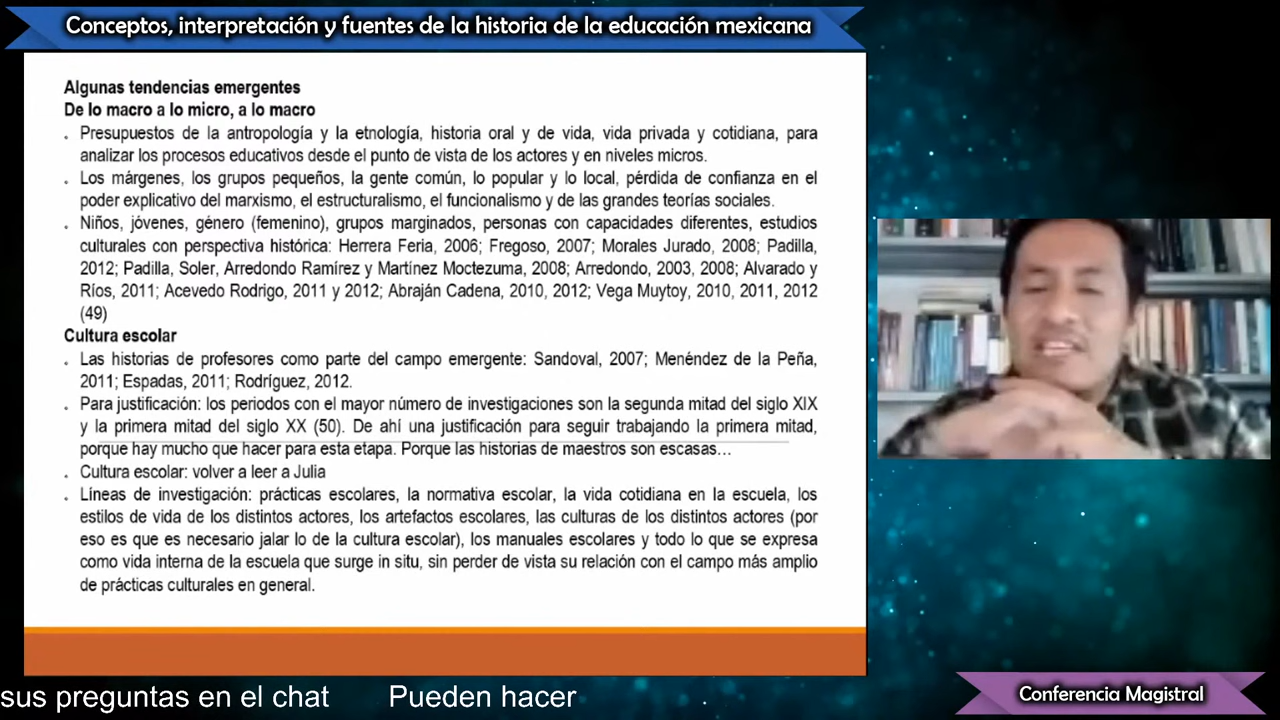 Conceptos, interpretación y fuentes de la historia de la educación mexicana
Algunas tendencias emergentes
De lo macro a lo micro, a lo macro
. Presupuestos de la antropología y la etnología, historia oral y de vida, vida privada y cotidiana, para
analizar los procesos educativos desde el punto de vista de los actores y en niveles micros.
. Los márgenes, los grupos pequeños, la gente común, lo popular y lo local, pérdida de confianza en el
poder explicativo del marxismo, el estructuralismo, el funcionalismo y de las grandes teorías sociales.
. Niños, jóvenes, género (femenino), grupos marginados, personas con capacidades diferentes, estudios
culturales con perspectiva histórica: Herrera Feria, 2006; Fregoso, 2007; Morales Jurado, 2008; Padilla,
2012; Padilla, Soler, Arredondo Ramírez y Martínez Moctezuma, 2008; Arredondo, 2003, 2008; Alvarado y
Ríos, 2011; Acevedo Rodrigo, 2011 y 2012; Abraján Cadena, 2010, 2012; Vega Muytoy, 2010, 2011, 2012
(49)
Cultura escolar
. Las historias de profesores como parte del campo emergente: Sandoval, 2007; Menéndez de la Peña,
2011; Espadas, 2011; Rodríguez, 2012.
. Para justificación: los periodos con el mayor número de investigaciones son la segunda mitad del siglo XIX
y la primera mitad del siglo XX (50). De ahí una justificación para seguir trabajando la primera mitad,
porque hay mucho que hacer para esta etapa. Porque las historias de maestros son escasas…
. Cultura escolar: volver a leer a Julia
. Líneas de investigación: prácticas escolares, la normativa escolar, la vida cotidiana en la escuela, los
estilos de vida de los distintos actores, los artefactos escolares, las culturas de los distintos actores (por
eso es que es necesario jalar lo de la cultura escolar), los manuales escolares y todo lo que se expresa
como vida interna de la escuela que surge in situ, sin perder de vista su relación con el campo más amplio
de prácticas culturales en general.
sus preguntas en el chat Pueden hacer
Conferencia Magistral